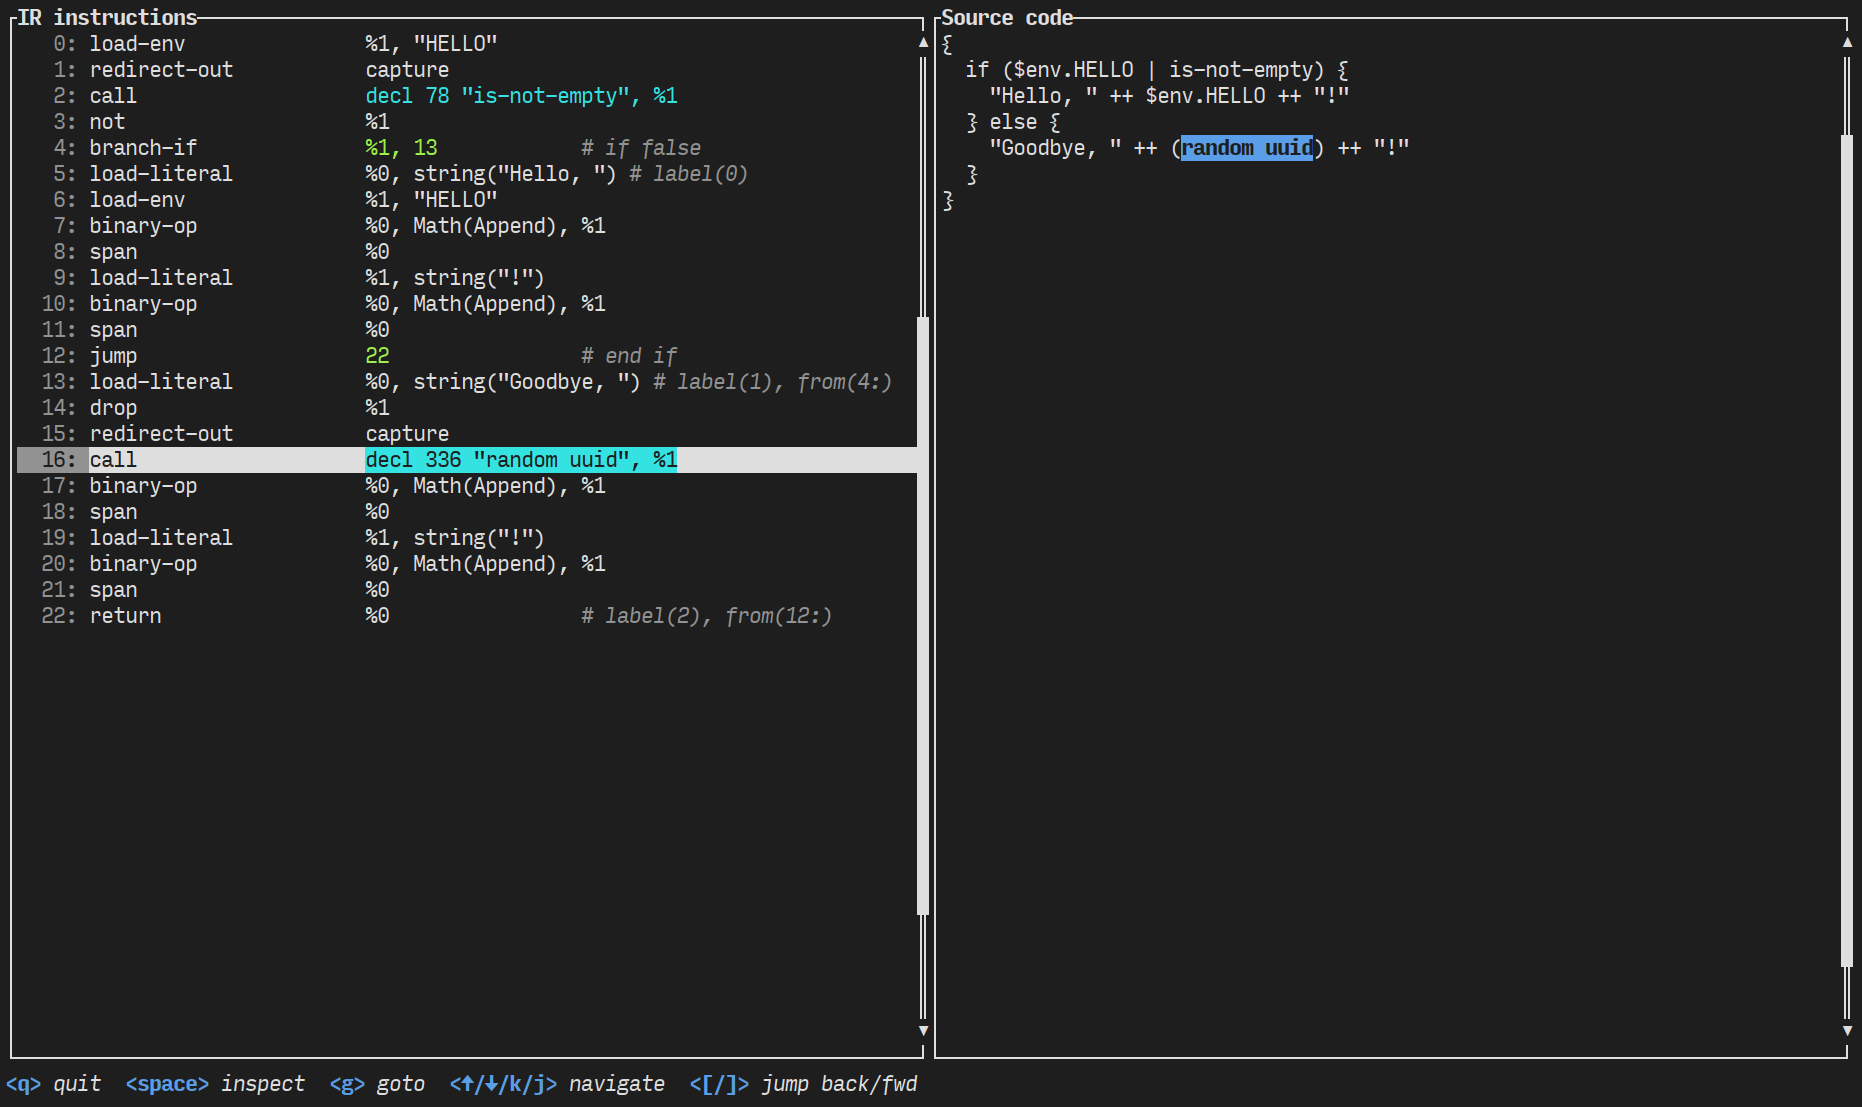 IR instructions
0: load-env %1, "HELLO"
1: redirect-out capture
2: call decl 78 "is-not-empty", %1
3: not %1
4: branch-if %1, 13 # if false
5: load-literal %0, string("Hello, ") # label(0)
6: load-env %1, "HELLO"
7: binary-op %0, Math(Append), %1
8: span %0
9: load-literal %1, string("!")
10: binary-op %0, Math(Append), %1
11: span %0
12: jump 22 # end if
13: load-literal %0, string("Goodbye, ") # label(1), from(4:)
14: drop %1
15: redirect-out capture
16: call decl 336 "random uuid", %1
17: binary-op %0, Math(Append), %1
18: span %0
19: load-literal %1, string("!")
20: binary-op %0, Math(Append), %1
21: span %0
22: return %0 # label(2), from(12:)
Source code
{
  if ($env.HELLO | is-not-empty) {
    "Hello, " ++ $env.HELLO ++ "!"
  } else {
    "Goodbye, " ++ (random uuid) ++ "!"
  }
}
<q> quit <space> inspect <g> goto <↑/↓/k/j> navigate <[/]> jump back/fwd